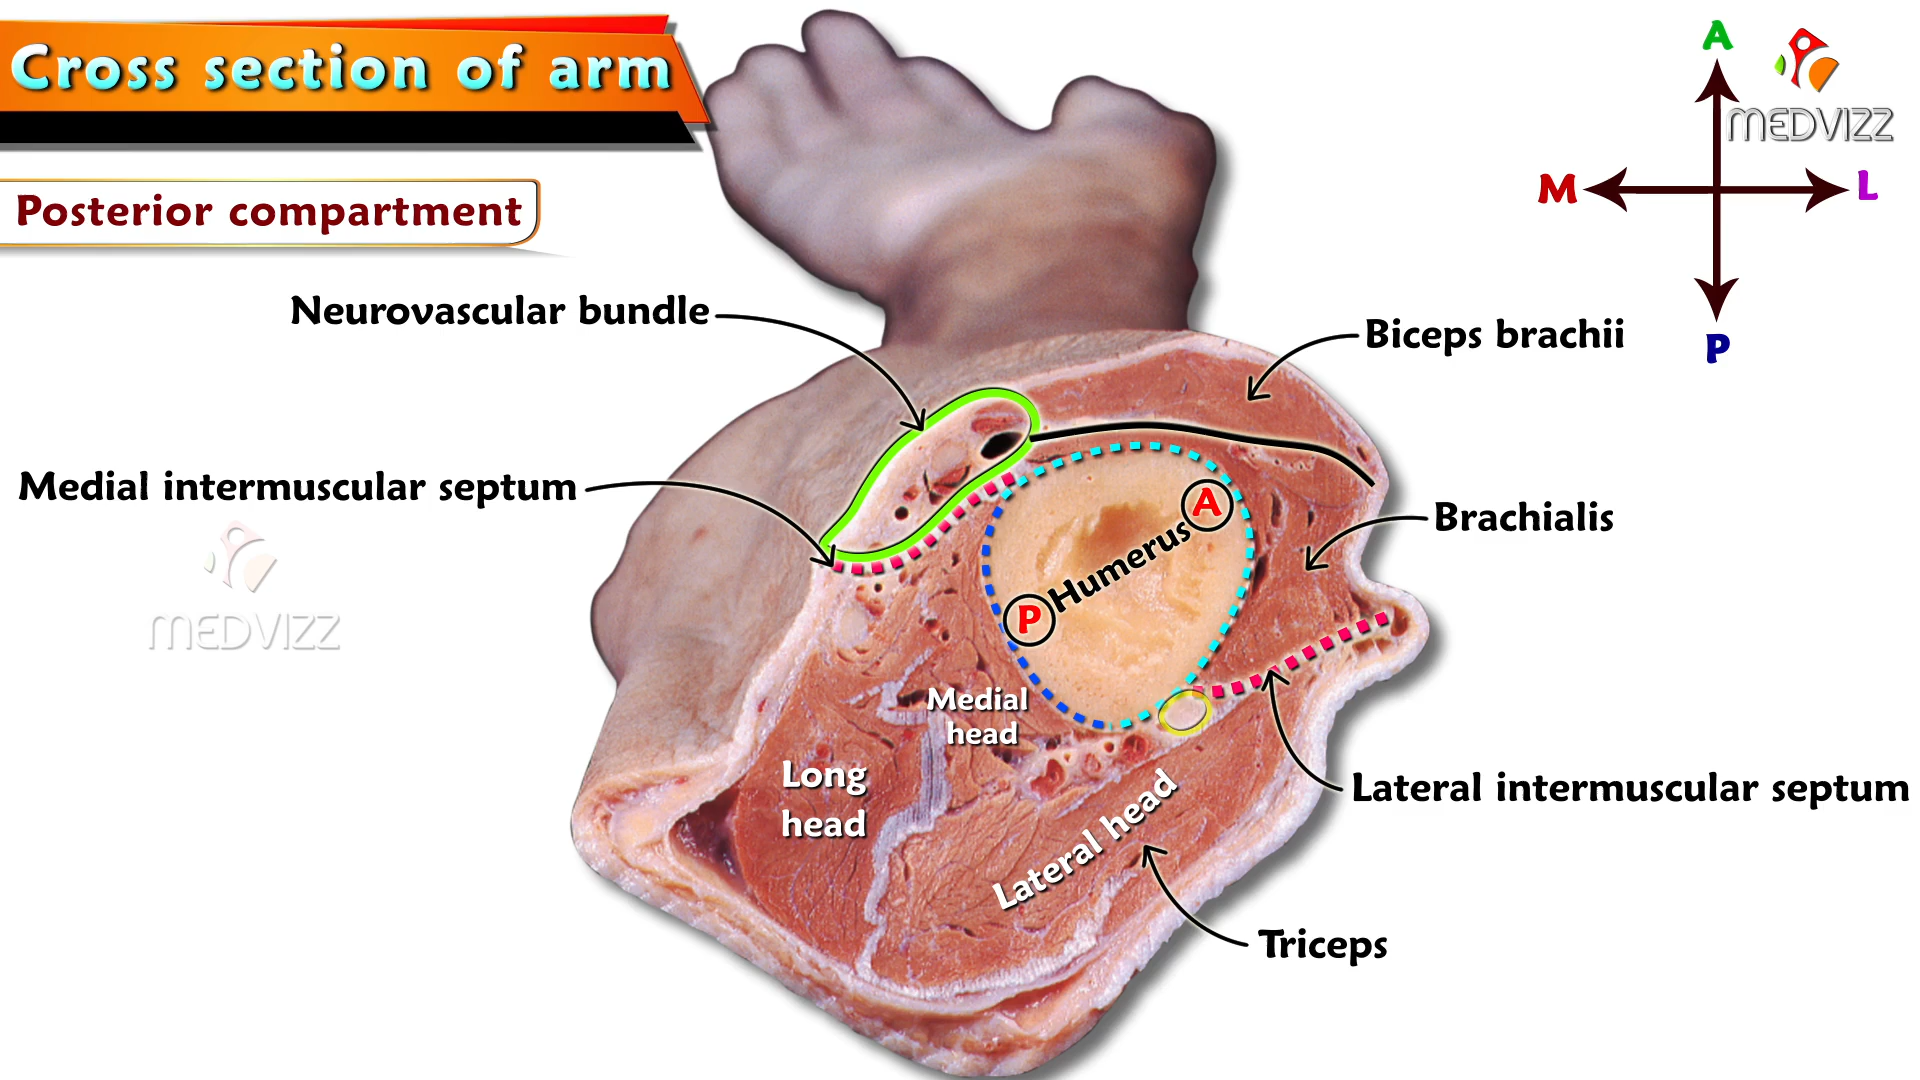 Cross section of arm
Posterior compartment
A
MEDVIZZ
M
L
P
Neurovascular bundle
Biceps brachii
Medial intermuscular septum
A
Humerus
P
Brachialis
MEDVIZZ
Medial
head
Long
head
Lateral head
Lateral intermuscular septum
Triceps